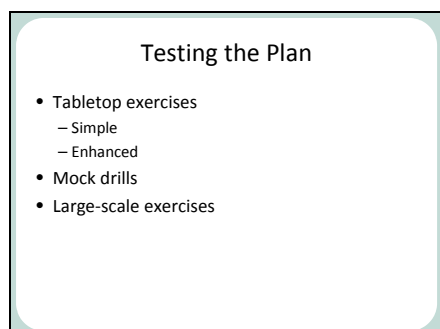 Testing the Plan
• Tabletop exercises
– Simple
– Enhanced
• Mock drills
• Large-scale exercises